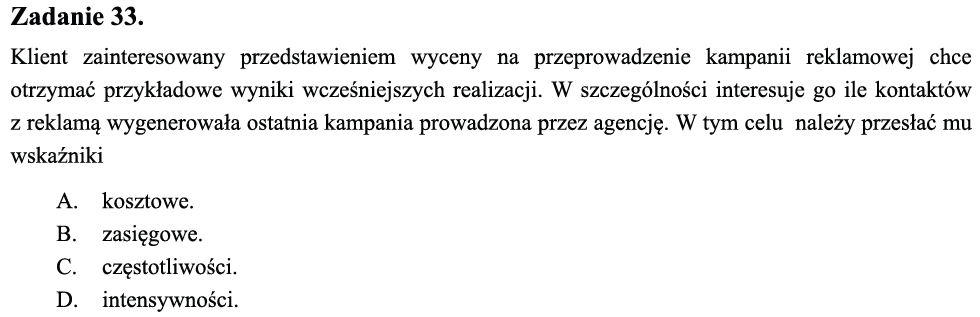 Zadanie 33.
Klient zainteresowany przedstawieniem wyceny na przeprowadzenie kampanii reklamowej chce
otrzymać przykładowe wyniki wcześniejszych realizacji. W szczególności interesuje go ile kontaktów
z reklamą wygenerowała ostatnia kampania prowadzona przez agencję. W tym celu należy przesłać mu
wskaźniki
A. kosztowe.
B. zasięgowe.
C. częstotliwości.
D. intensywności.